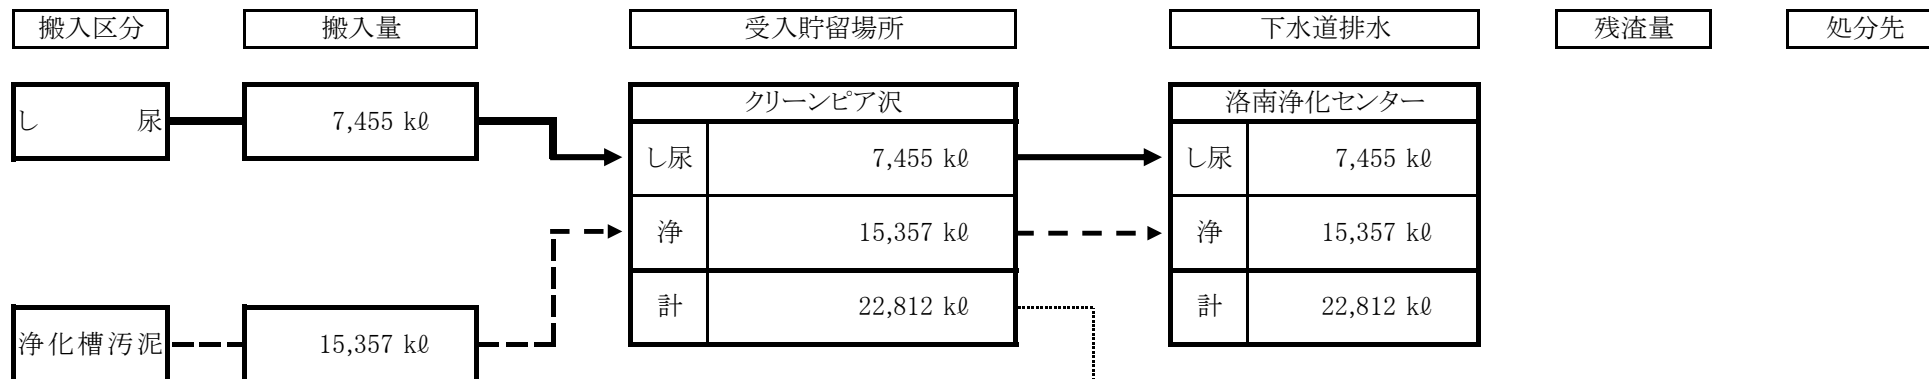 搬入区分 搬入量 受入貯留場所 下水道排水 残渣量 処分先
クリーンピア沢 洛南浄化センター
し尿 7,455 kℓ
し尿 7,455 kℓ し尿 7,455 kℓ
浄 15,357 kℓ 浄 15,357 kℓ
計 22,812 kℓ 計 22,812 kℓ
浄化槽汚泥 15,357 kℓ